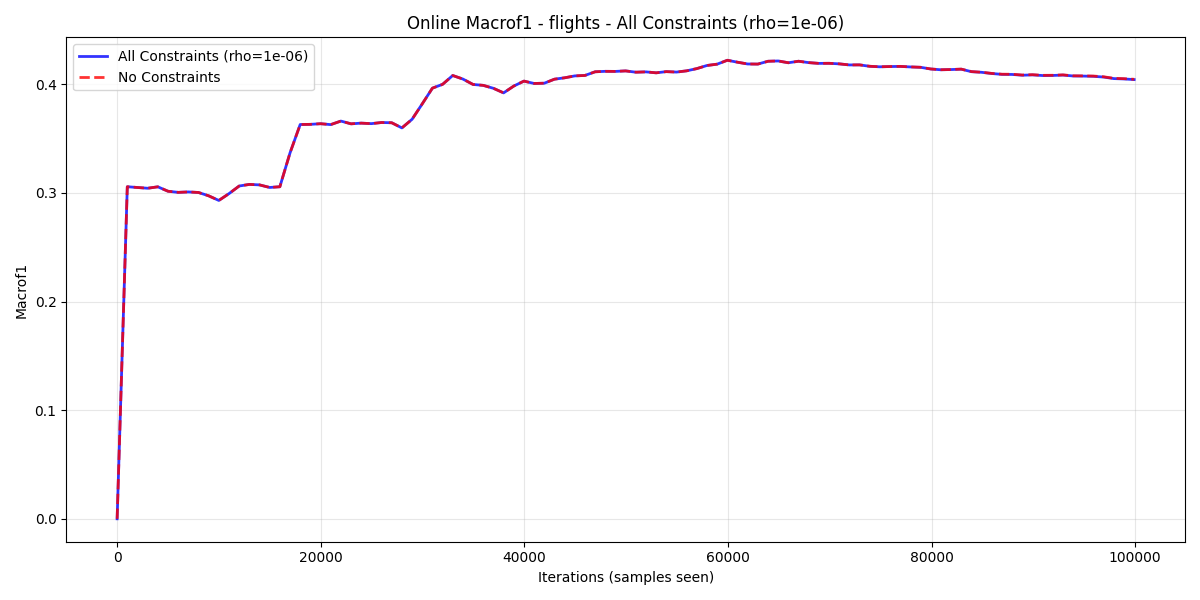 Online Macrof1 - flights - All Constraints (rho=1e-06)
All Constraints (rho=1e-06)
No Constraints
Macrof1
0.4
0.3
0.2
0.1
0.0
0 20000 40000 60000 80000 100000
Iterations (samples seen)